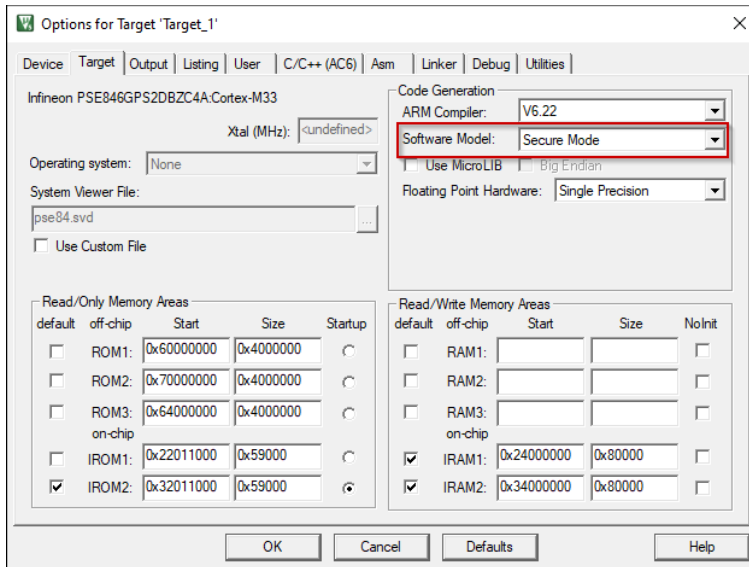 Options for Target 'Target_1'
Device Target Output Listing User C/C++ (AC6) Asm Linker Debug Utilities
Infineon PSE846GPS2DBZC4A:Cortex-M33
Xtal (MHz): <undefined>
Operating system: None
System Viewer File:
pse84.svd ...
Use Custom File
Code Generation
ARM Compiler: V6.22
Software Model: Secure Mode
Use MicroLIB Big Endian
Floating Point Hardware: Single Precision
Read/Only Memory Areas
default off-chip Start Size Startup
ROM1: 0x60000000 0x4000000
ROM2: 0x70000000 0x4000000
ROM3: 0x64000000 0x4000000
on-chip
IROM1: 0x22011000 0x59000
IROM2: 0x32011000 0x59000
Read/Write Memory Areas
default off-chip Start Size NoInit
RAM1:
RAM2:
RAM3:
on-chip
IRAM1: 0x24000000 0x80000
IRAM2: 0x34000000 0x80000
OK Cancel Defaults Help